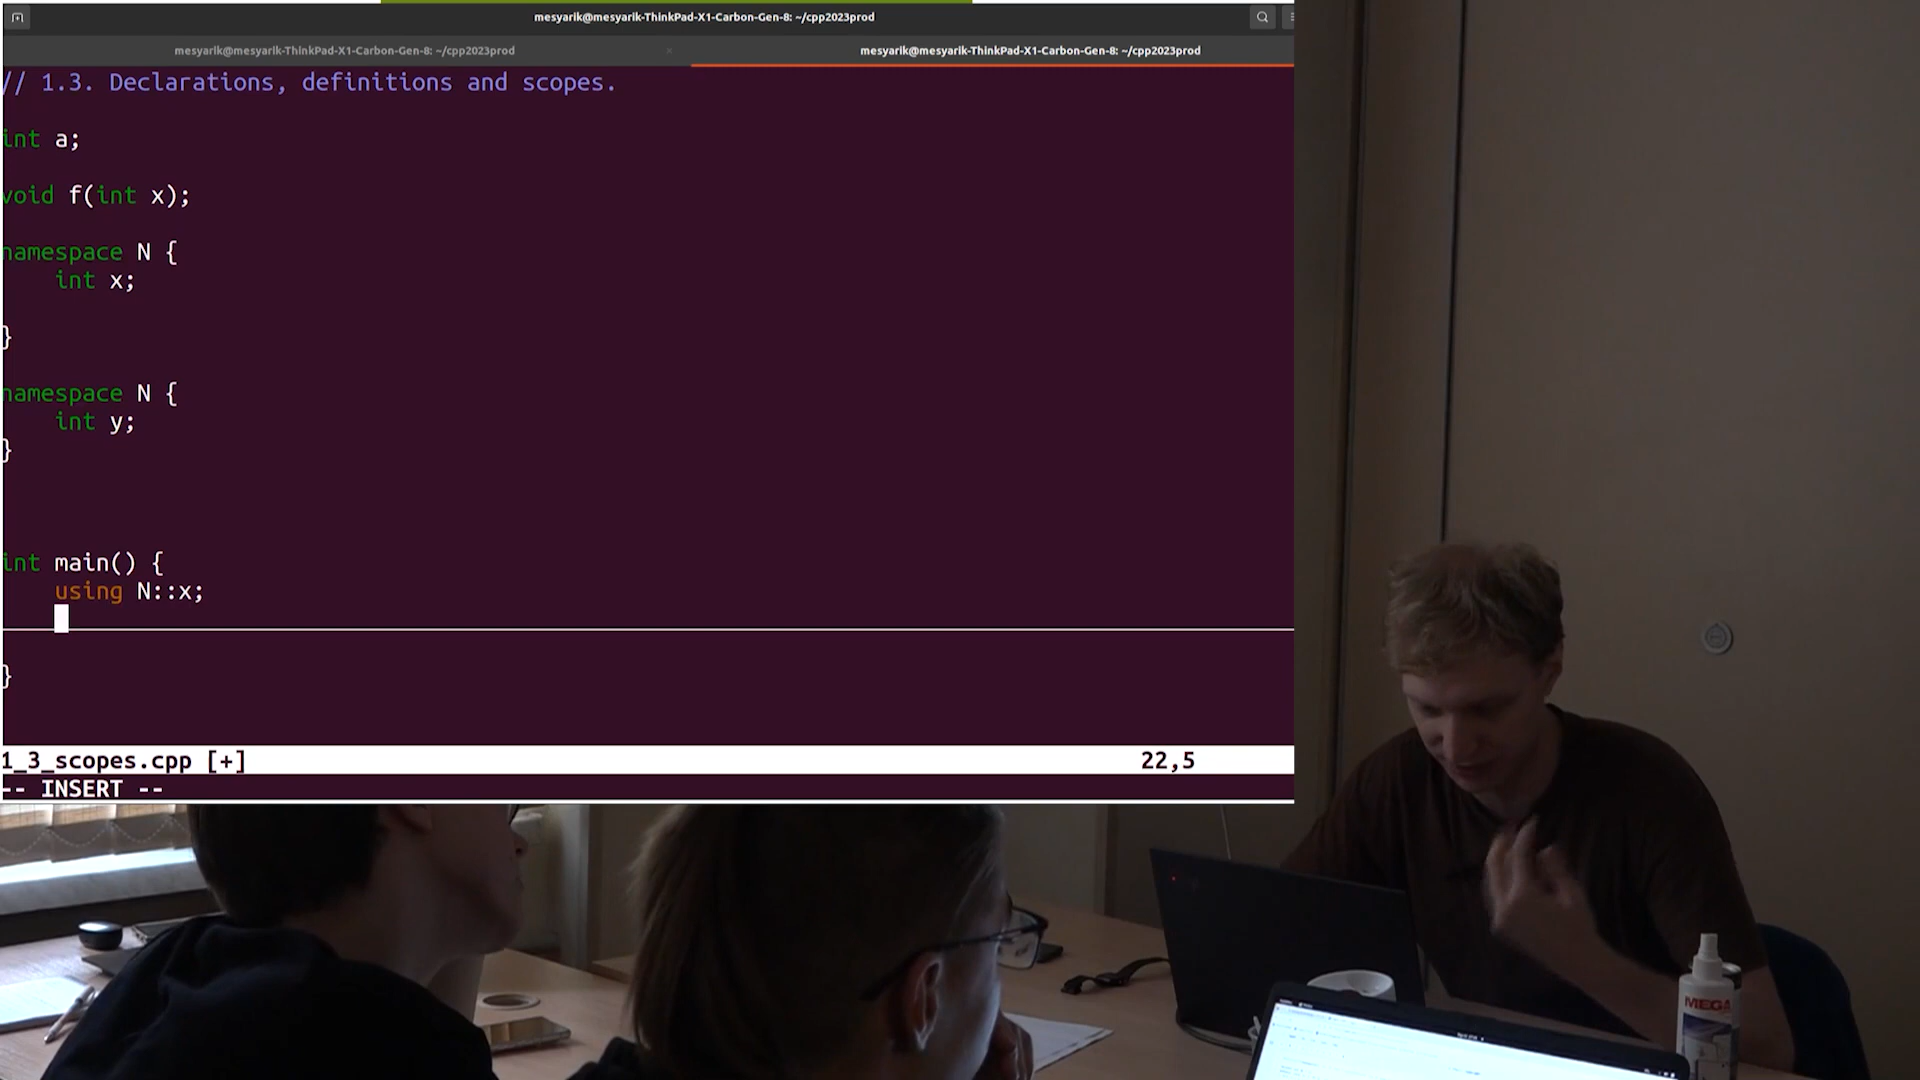 mesyarik@mesyarik-ThinkPad-X1-Carbon-Gen-8: ~/cpp2023prod
mesyarik@mesyarik-ThinkPad-X1-Carbon-Gen-8: ~/cpp2023prod
mesyarik@mesyarik-ThinkPad-X1-Carbon-Gen-8: ~/cpp2023prod
// 1.3. Declarations, definitions and scopes.
int a;
void f(int x);
namespace N {
int x;
}
namespace N {
int y;
}
int main() {
using N::x;
}
1_3_scopes.cpp [+]
22,5
-- INSERT --
MEGA